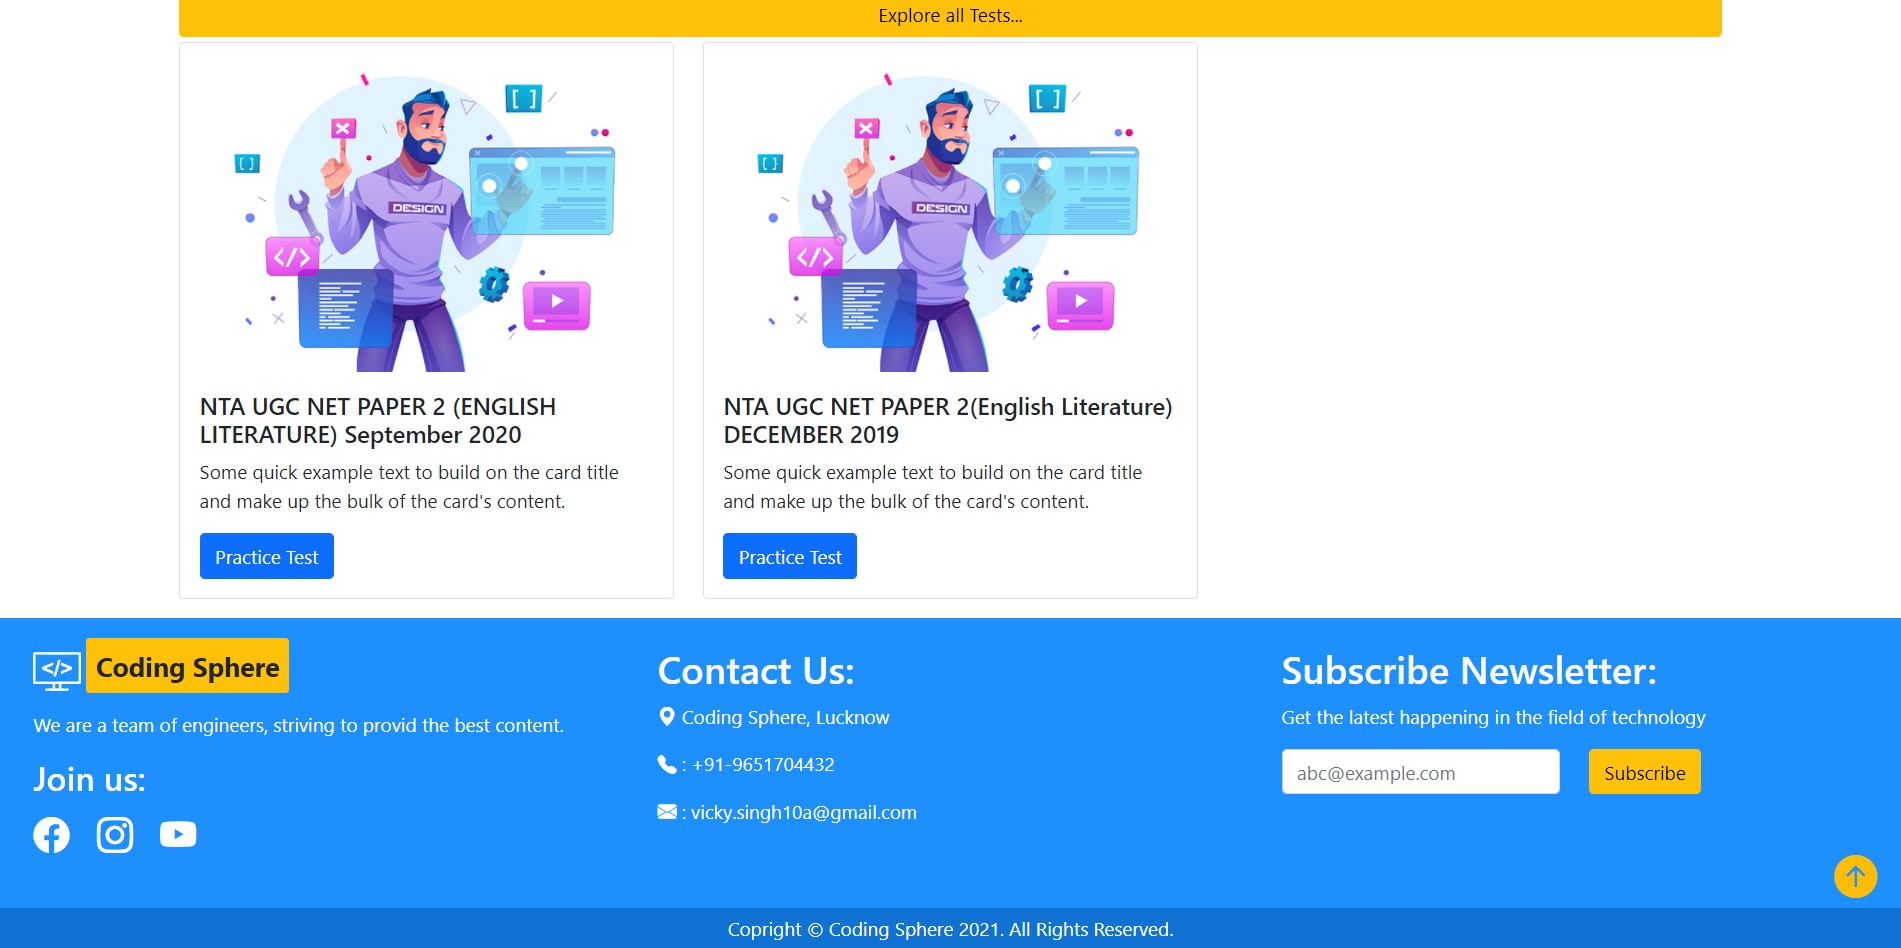 Explore all Tests...
[ ]
[ ]
DESIGN
</>
[ ]
[ ]
DESIGN
</>
NTA UGC NET PAPER 2 (ENGLISH
LITERATURE) September 2020
Some quick example text to build on the card title
and make up the bulk of the card's content.
Practice Test
NTA UGC NET PAPER 2(English Literature)
DECEMBER 2019
Some quick example text to build on the card title
and make up the bulk of the card's content.
Practice Test
</> Coding Sphere
We are a team of engineers, striving to provid the best content.
Join us:
Contact Us:
Coding Sphere, Lucknow
: +91-9651704432
: vicky.singh10a@gmail.com
Subscribe Newsletter:
Get the latest happening in the field of technology
abc@example.com
Subscribe
Copright © Coding Sphere 2021. All Rights Reserved.